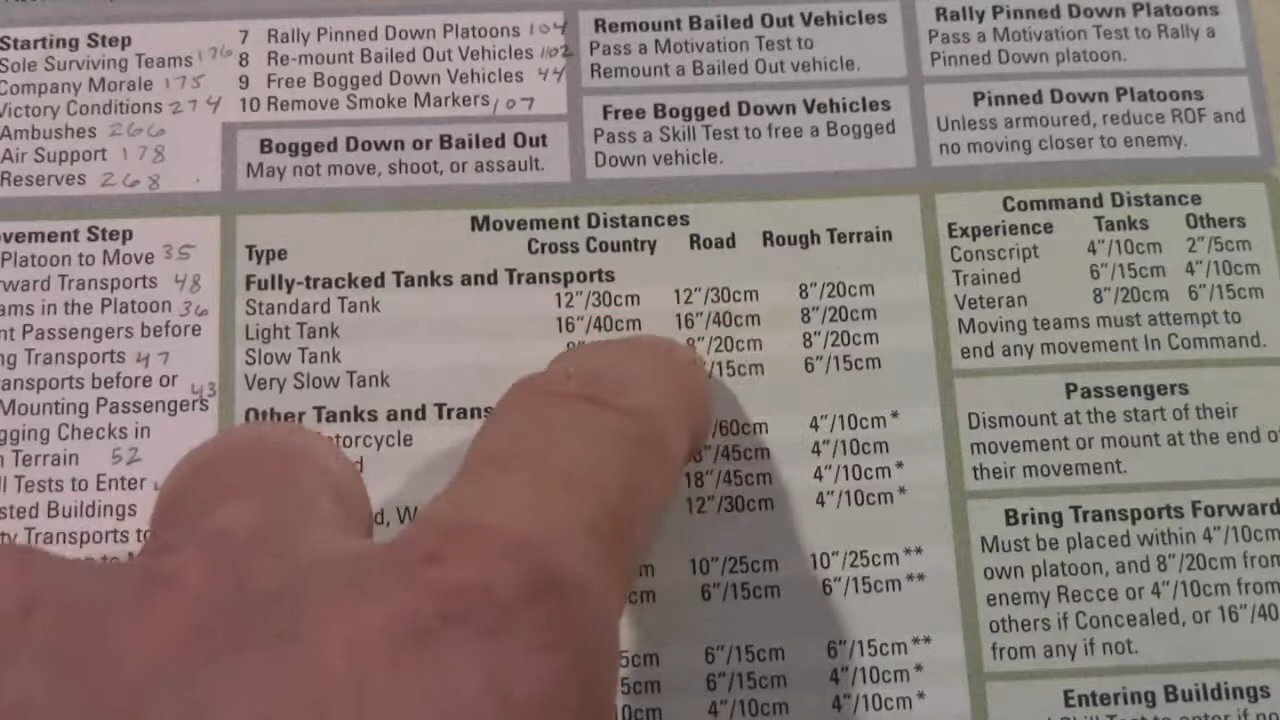 Starting Step
Sole Surviving Teams 176
Company Morale 175
Victory Conditions 274
Ambushes 266
Air Support 178
Reserves 268
7 Rally Pinned Down Platoons 104
8 Re-mount Bailed Out Vehicles 102
9 Free Bogged Down Vehicles 44
10 Remove Smoke Markers 107
Bogged Down or Bailed Out
May not move, shoot, or assault.
Remount Bailed Out Vehicles
Pass a Motivation Test to
Remount a Bailed Out vehicle.
Free Bogged Down Vehicles
Pass a Skill Test to free a Bogged
Down vehicle.
Rally Pinned Down Platoons
Pass a Motivation Test to Rally a
Pinned Down platoon.
Pinned Down Platoons
Unless armoured, reduce ROF and
no moving closer to enemy.
vement Step
Platoon to Move 35
rward Transports 48
ams in the Platoon 36
nt Passengers before
ng Transports 47
ansports before or 43
Mounting Passengers
gging Checks in
n Terrain 52
ll Tests to Enter
sted Buildings
ty Transports to
Movement Distances
Type Cross Country Road Rough Terrain
Fully-tracked Tanks and Transports
Standard Tank 12"/30cm 12"/30cm 8"/20cm
Light Tank 16"/40cm 16"/40cm 8"/20cm
Slow Tank 8"/20cm 8"/20cm
Very Slow Tank /15cm 6"/15cm
Other Tanks and Trans
torcycle /60cm 4"/10cm*
d 8"/45cm 4"/10cm
18"/45cm 4"/10cm*
d, W 12"/30cm 4"/10cm*
m 10"/25cm 10"/25cm**
cm 6"/15cm 6"/15cm**
5cm 6"/15cm 6"/15cm**
5cm 6"/15cm 4"/10cm*
0cm 4"/10cm 4"/10cm*
Command Distance
Experience Tanks Others
Conscript 4"/10cm 2"/5cm
Trained 6"/15cm 4"/10cm
Veteran 8"/20cm 6"/15cm
Moving teams must attempt to
end any movement In Command.
Passengers
Dismount at the start of their
movement or mount at the end o
their movement.
Bring Transports Forward
Must be placed within 4"/10cm
own platoon, and 8"/20cm from
enemy Recce or 4"/10cm from
others if Concealed, or 16"/40
from any if not.
Entering Buildings